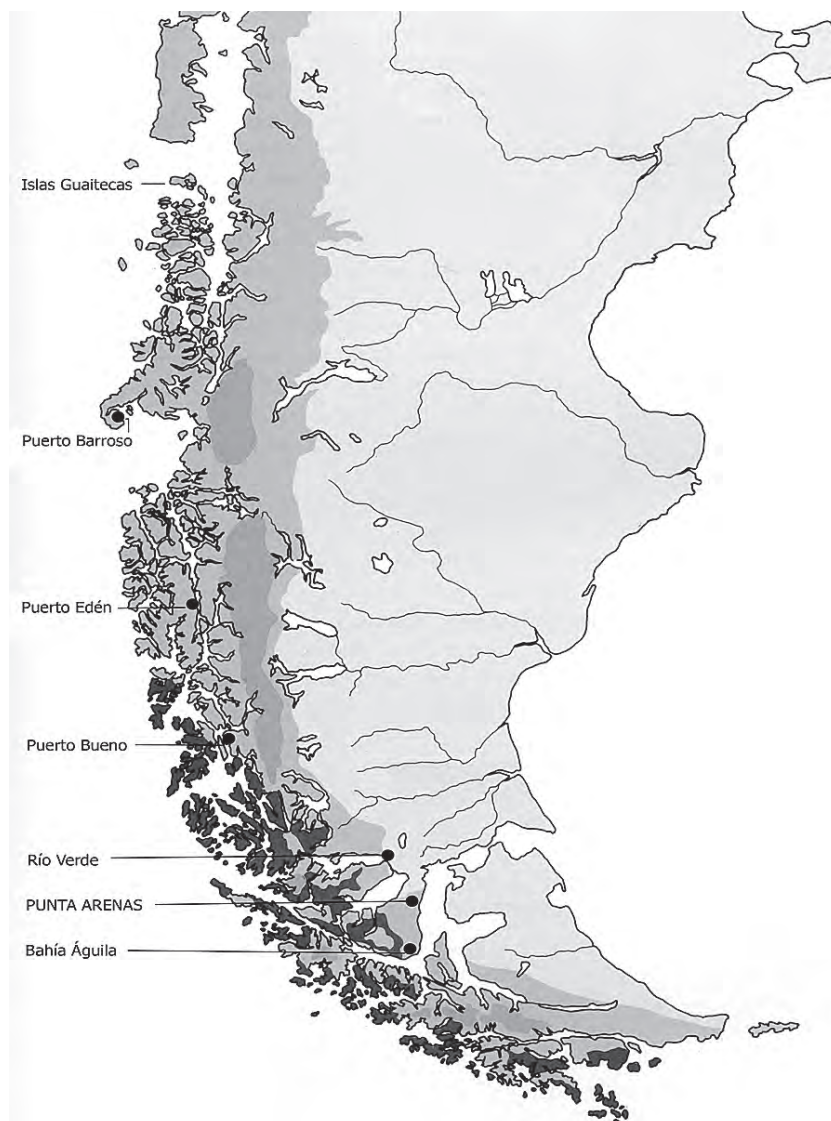 Islas Guaitecas
Puerto Barroso
Puerto Edén
Puerto Bueno
Río Verde
PUNTA ARENAS
Bahía Águila